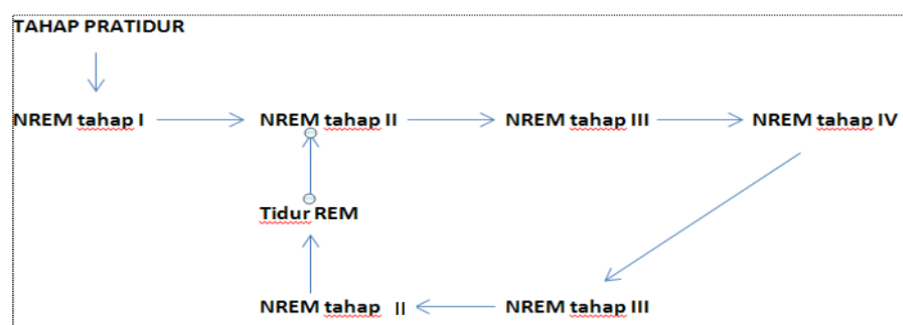 TAHAP PRATIDUR
NREM tahap I
NREM tahap II
NREM tahap III
NREM tahap IV
Tidur REM
NREM tahap II
NREM tahap III